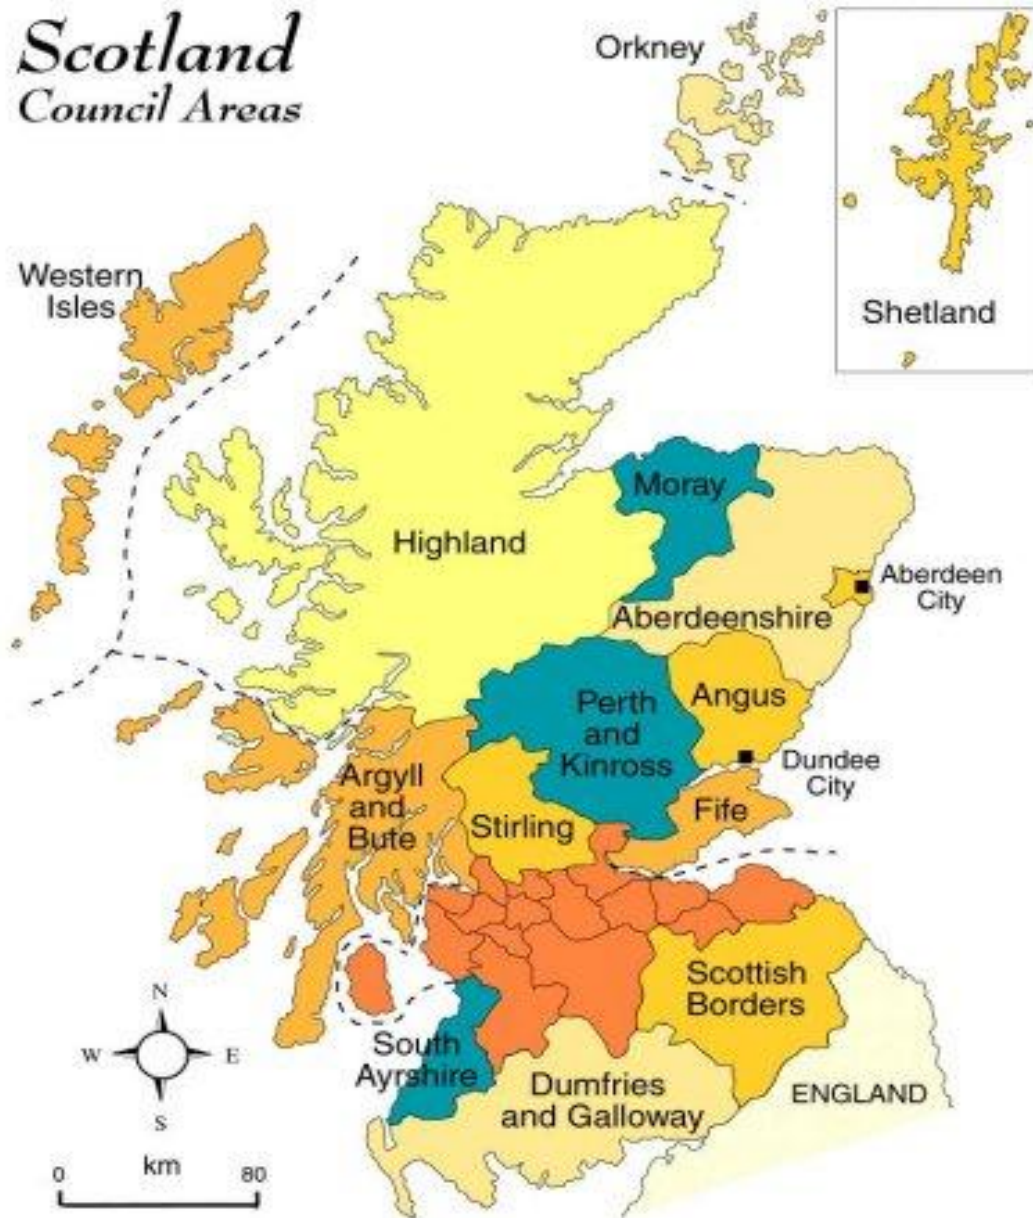 Scotland
Council Areas
Orkney
Shetland
Western
Isles
Moray
Highland
Aberdeen
City
Aberdeenshire
Angus
Perth
and
Kinross
Dundee
City
Argyll
and
Bute
Fife
Stirling
Scottish
Borders
N
W
E
S
South
Ayrshire
Dumfries
and Galloway
ENGLAND
km
0
80